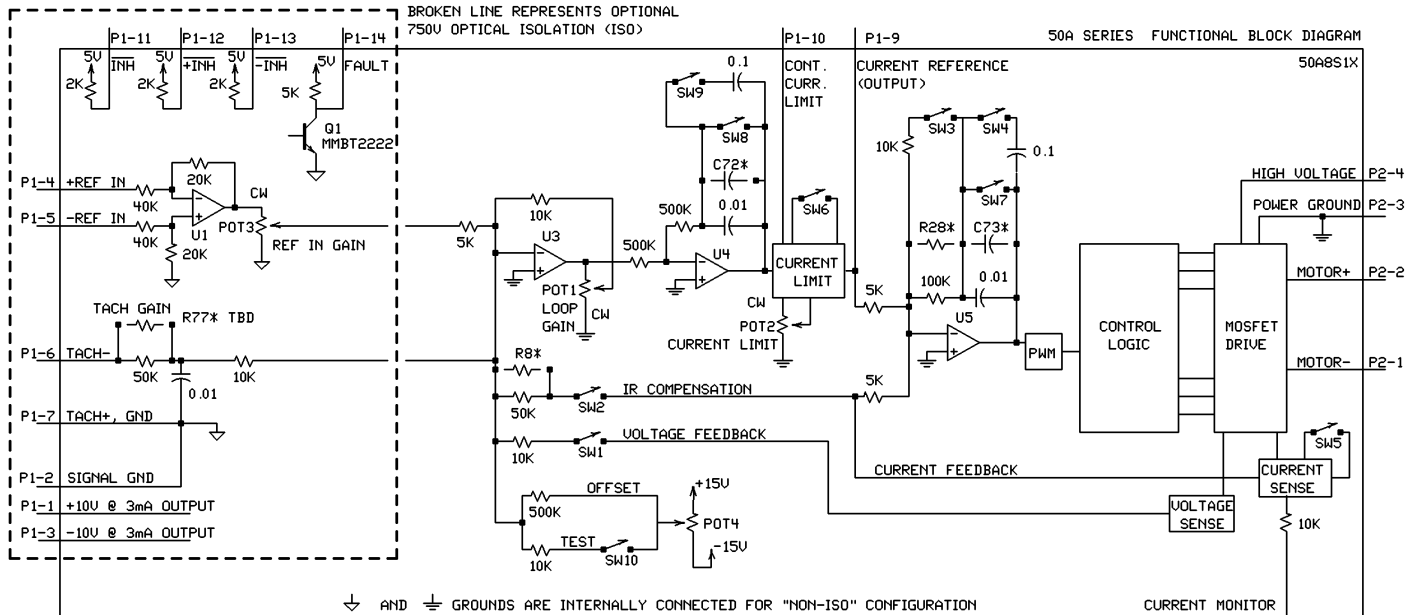 BROKEN LINE REPRESENTS OPTIONAL
750V OPTICAL ISOLATION (ISO)
50A SERIES FUNCTIONAL BLOCK DIAGRAM
50A8S1X
P1-11
P1-12
P1-13
P1-14
P1-10
P1-9
5V
5V
5V
5V
INH
+INH
-INH
FAULT
2K
2K
2K
5K
Q1
MMBT2222
CONT.
CURR.
LIMIT
CURRENT REFERENCE
(OUTPUT)
0.1
SW9
SW8
C72*
0.01
500K
SW3
SW4
10K
0.1
SW7
SW6
P1-4 +REF IN
20K
CW
40K
P1-5 -REF IN
U1
POT3
REF IN GAIN
40K
20K
5K
10K
U3
500K
U4
POT1
LOOP
GAIN
CW
CURRENT
LIMIT
CW
POT2
CURRENT LIMIT
R28*
C73*
100K
0.01
5K
U5
PWM
CONTROL
LOGIC
MOSFET
DRIVE
HIGH VOLTAGE P2-4
POWER GROUND P2-3
MOTOR+ P2-2
MOTOR- P2-1
TACH GAIN
R77* TBD
P1-6 TACH-
50K
10K
0.01
P1-7 TACH+, GND
P1-2 SIGNAL GND
P1-1 +10V @ 3mA OUTPUT
P1-3 -10V @ 3mA OUTPUT
R8*
50K
SW2
IR COMPENSATION
5K
10K
SW1
VOLTAGE FEEDBACK
CURRENT FEEDBACK
SW5
CURRENT
SENSE
VOLTAGE
SENSE
10K
OFFSET
500K
TEST
10K
SW10
+15V
POT4
-15V
AND GROUNDS ARE INTERNALLY CONNECTED FOR "NON-ISO" CONFIGURATION
CURRENT MONITOR